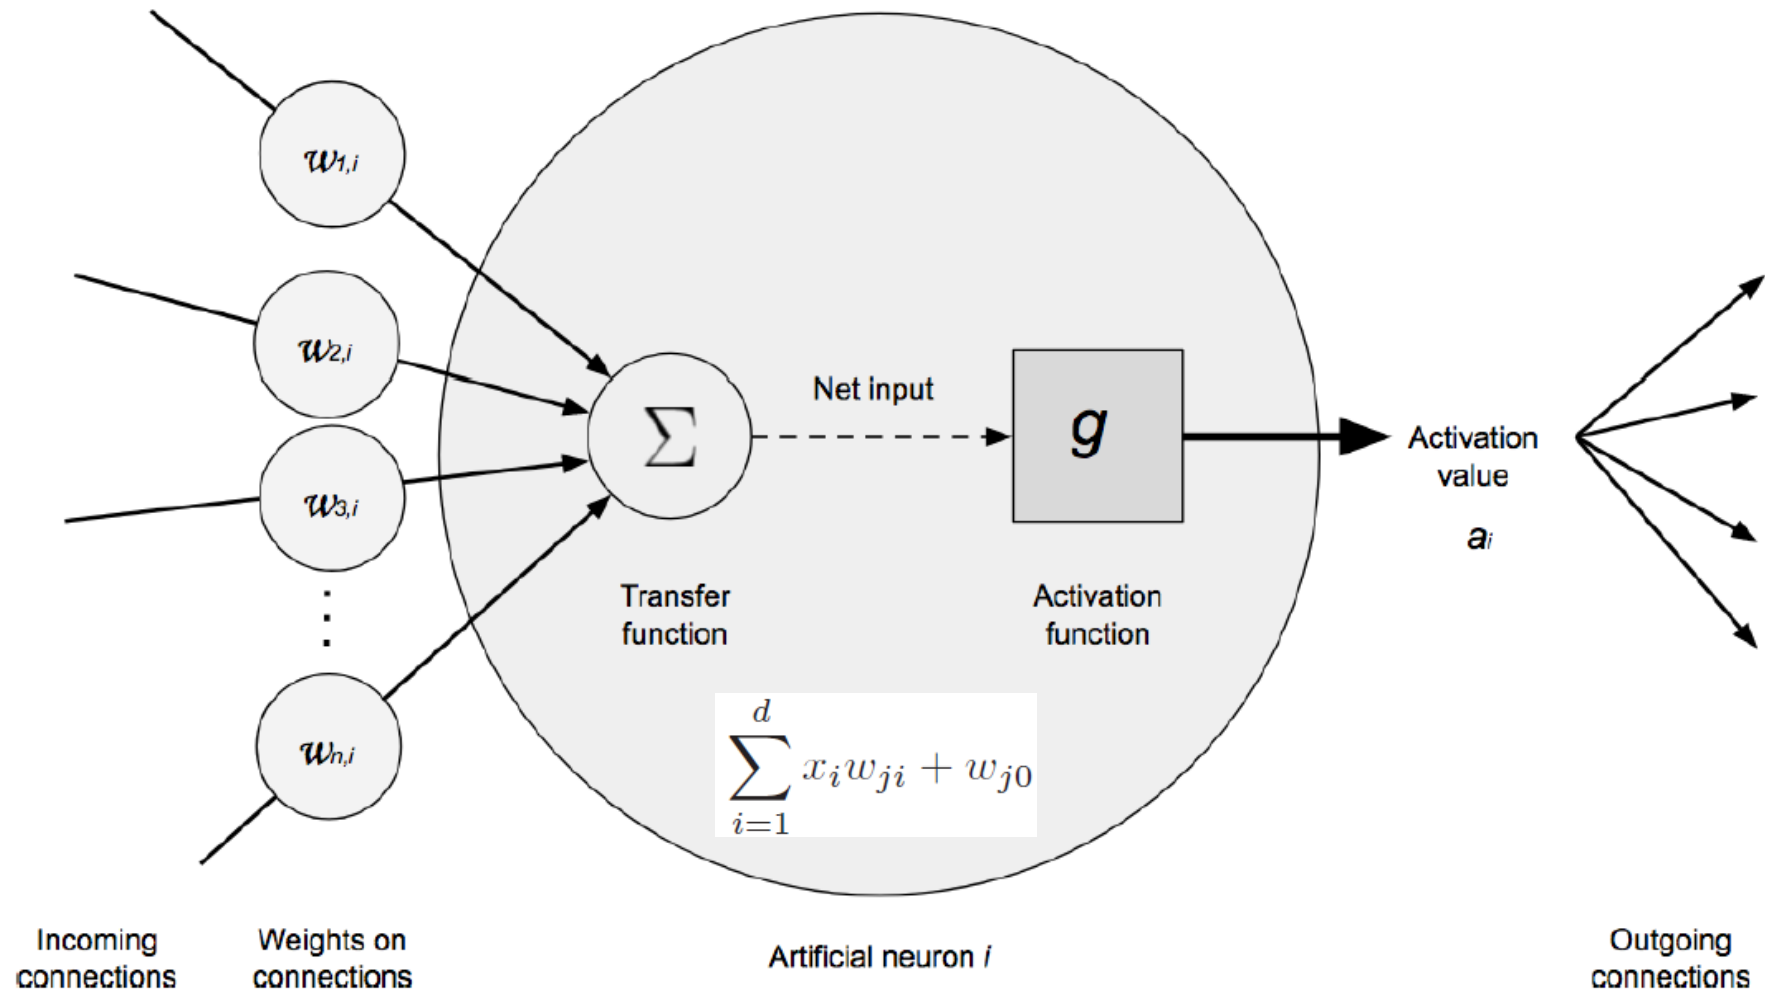 w1,i
w2,i
w3,i
wn,i
Σ
Net input
g
Activation
value
ai
Transfer
function
Activation
function
d
∑ xiwji + wj0
i=1
Incoming
connections
Weights on
connections
Artificial neuron i
Outgoing
connections